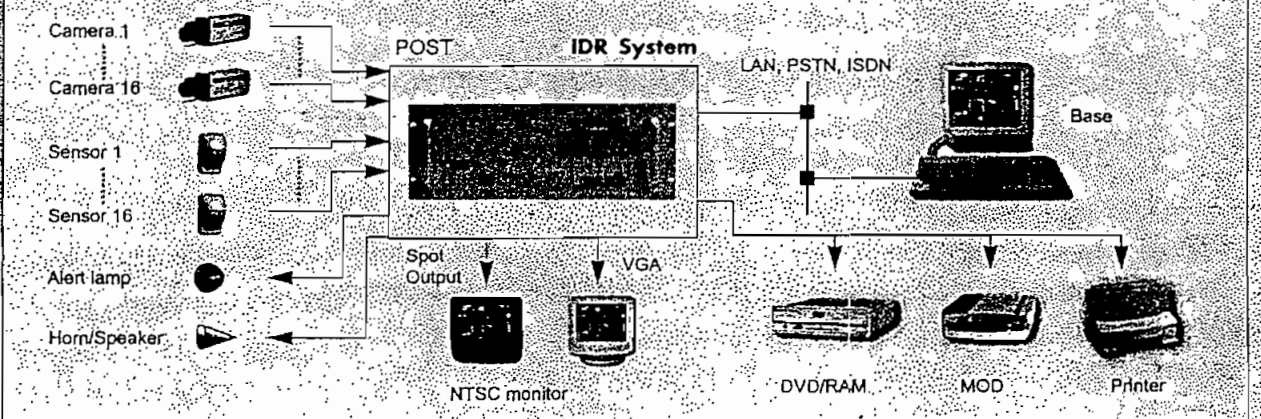 Camera 1
Camera 16
Sensor 1
Sensor 16
Alert lamp
Horn/Speaker
POST
IDR System
LAN, PSTN, ISDN
Base
Spot
Output
VGA
NTSC monitor
DVD/RAM
MOD
Printer